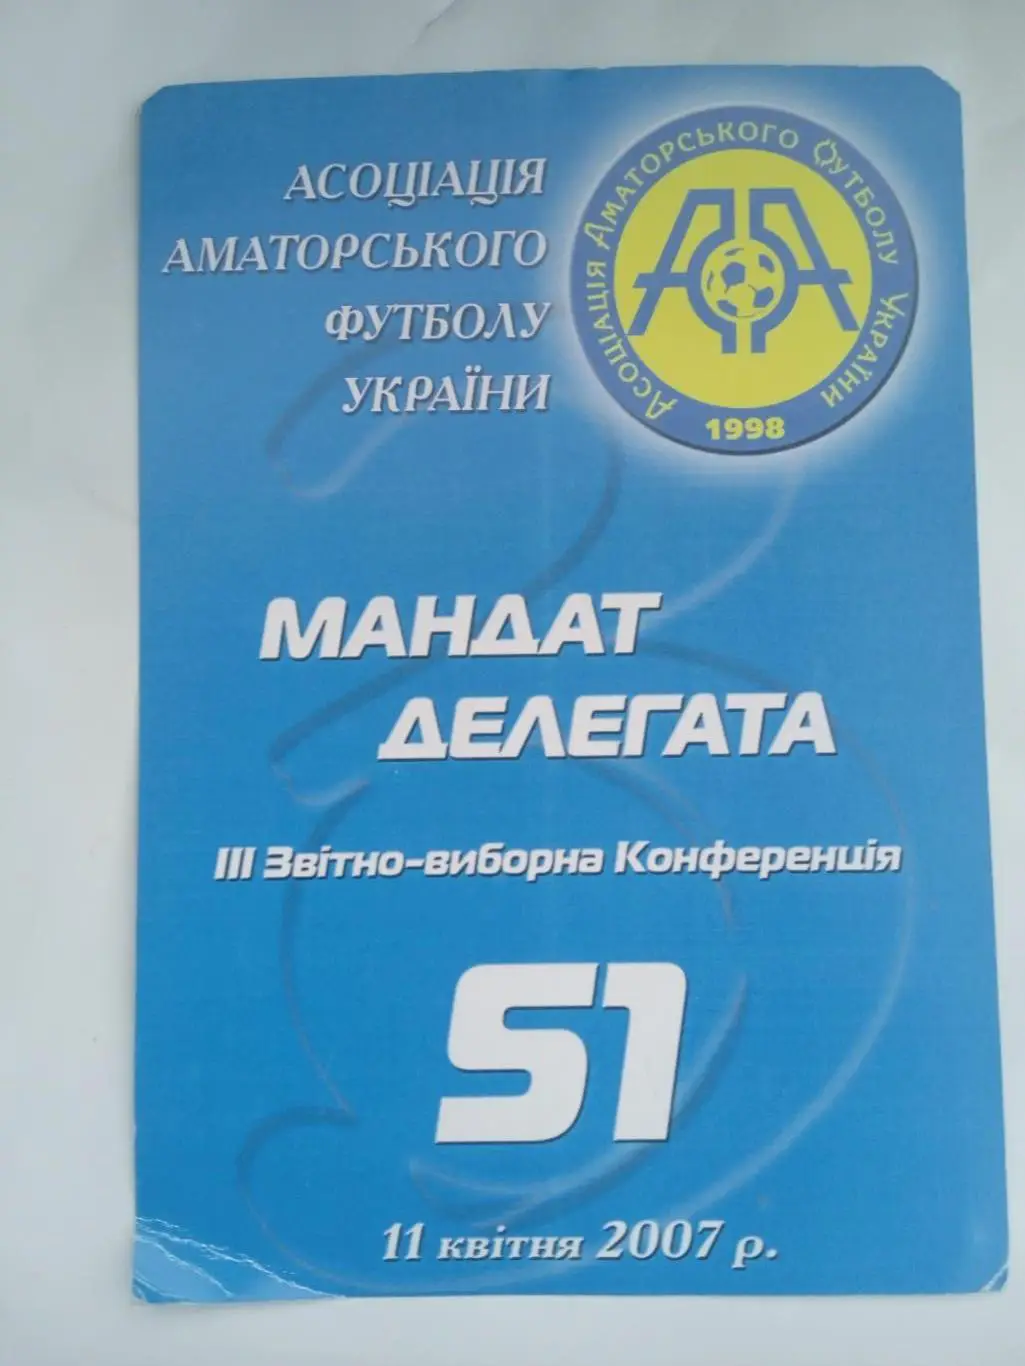 АСОЦІАЦІЯ
АМАТОРСЬКОГО
ФУТБОЛУ
УКРАЇНИ
Асоціація Аматорського Футболу України
1998
МАНДАТ
ДЕЛЕГАТА
III Звітно-виборна Конференція
51
11 квітня 2007 р.